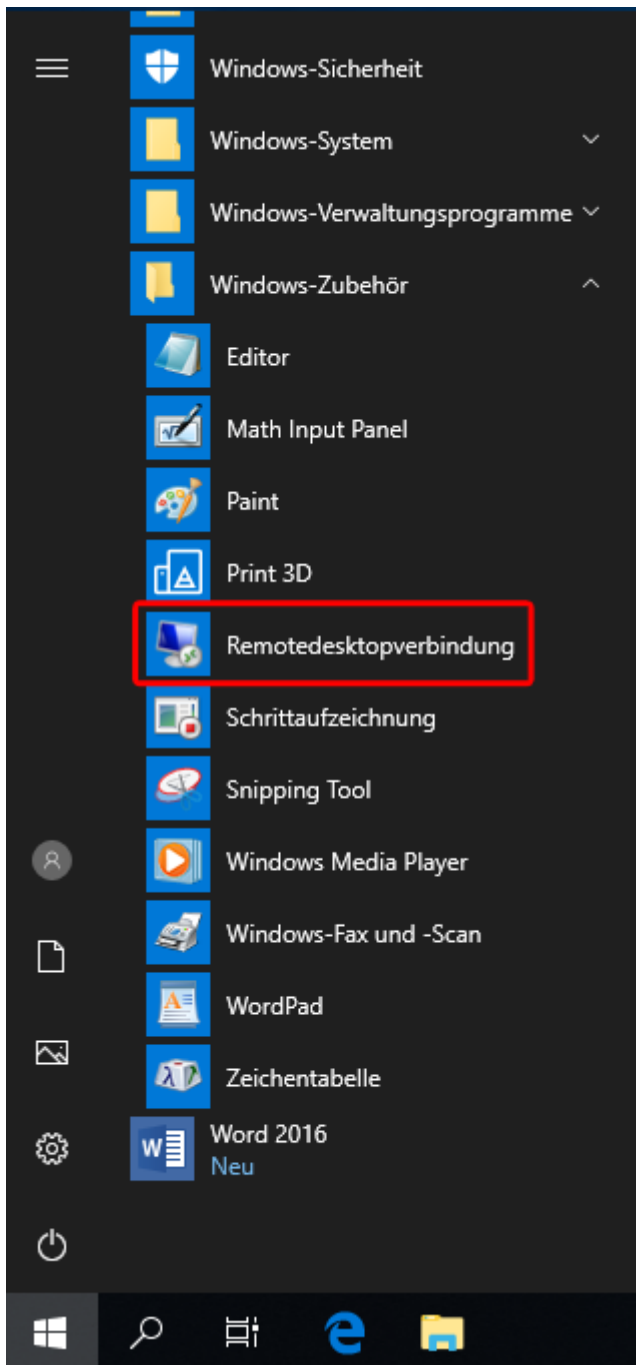 Windows-Sicherheit
Windows-System
Windows-Verwaltungsprogramme
Windows-Zubehör
Editor
Math Input Panel
Paint
Print 3D
Remotedesktopverbindung
Schrittaufzeichnung
Snipping Tool
Windows Media Player
Windows-Fax und -Scan
WordPad
Zeichentabelle
Word 2016
Neu